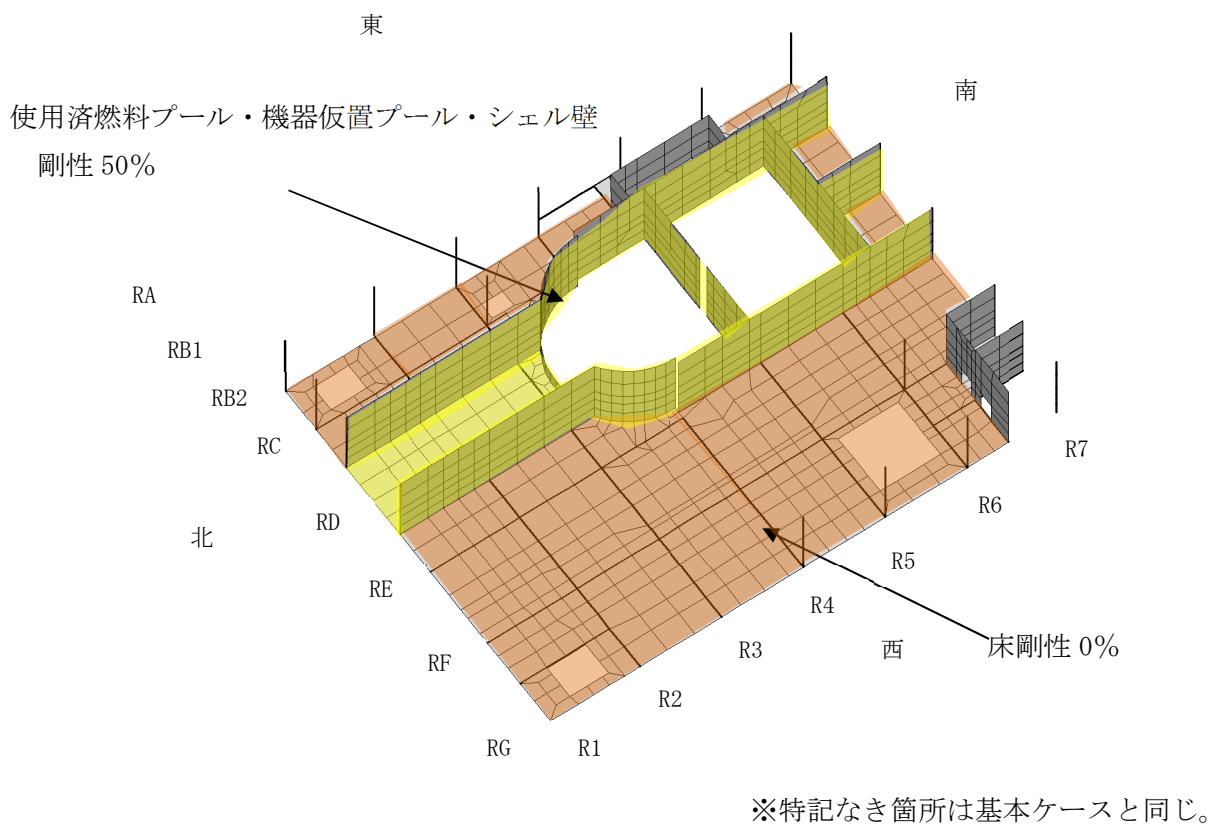 東
南
使用済燃料プール・機器仮置プール・シェル壁
剛性 50％
RA
RB1
RB2
RC
RD
北
RE
RF
RG
R1
R2
R3
R4
R5
R6
R7
西
床剛性 0％
※特記なき箇所は基本ケースと同じ。